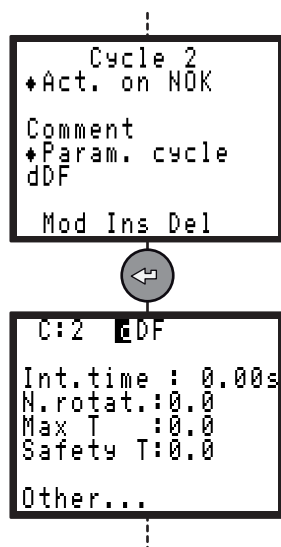 Cycle 2
♦Act. on NOK
Comment
♦Param. cycle
dDF
Mod Ins Del
C:2 dDF
Int.time : 0.00s
N.rotat.:0.0
Max T :0.0
Safety T:0.0
Other...